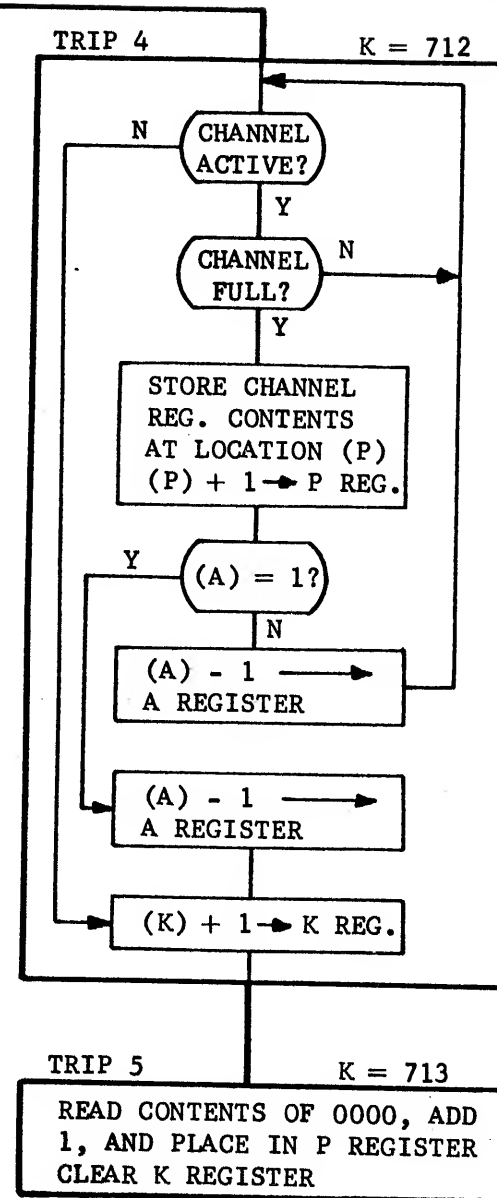 TRIP 4
K = 712
N
CHANNEL
ACTIVE?
Y
CHANNEL
FULL?
N
Y
STORE CHANNEL
REG. CONTENTS
AT LOCATION (P)
(P) + 1 → P REG.
Y
(A) = 1?
N
(A) - 1 →
A REGISTER
(A) - 1 →
A REGISTER
(K) + 1 → K REG.
TRIP 5
K = 713
READ CONTENTS OF 0000, ADD
1, AND PLACE IN P REGISTER
CLEAR K REGISTER